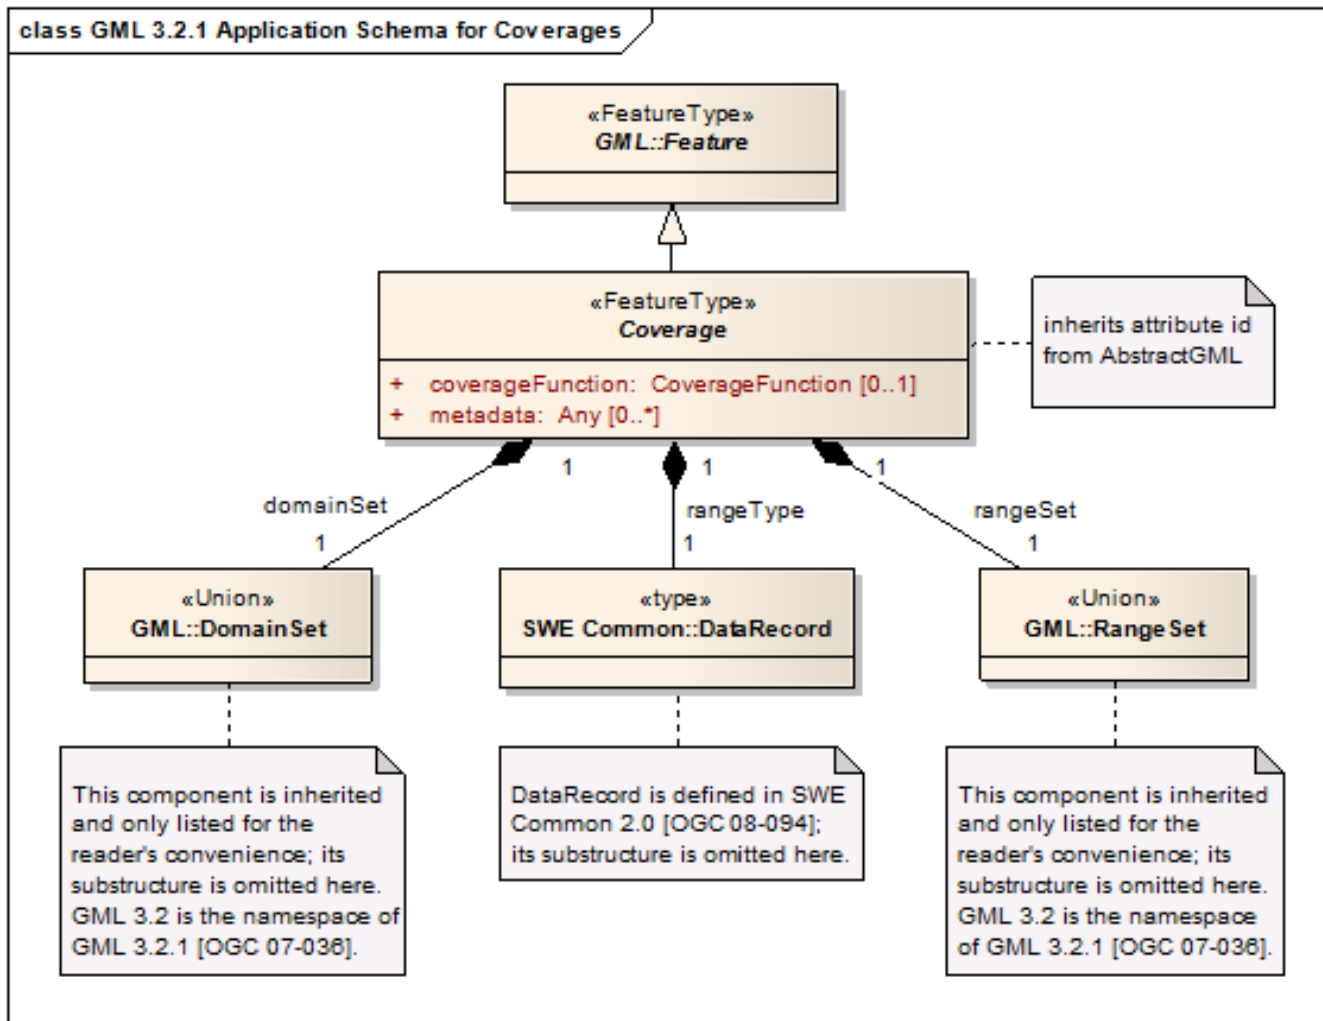 class GML 3.2.1 Application Schema for Coverages
«FeatureType»
GML::Feature
«FeatureType»
Coverage
+ coverageFunction: CoverageFunction [0..1]
+ metadata: Any [0..*]
inherits attribute id
from AbstractGML
1
1
1
domainSet
rangeType
rangeSet
1
1
1
«Union»
GML::DomainSet
«type»
SWE Common::DataRecord
«Union»
GML::RangeSet
This component is inherited
and only listed for the
reader's convenience; its
substructure is omitted here.
GML 3.2 is the namespace of
GML 3.2.1 [OGC 07-036].
DataRecord is defined in SWE
Common 2.0 [OGC 08-094];
its substructure is omitted here.
This component is inherited
and only listed for the
reader's convenience; its
substructure is omitted here.
GML 3.2 is the namespace
of GML 3.2.1 [OGC 07-036].